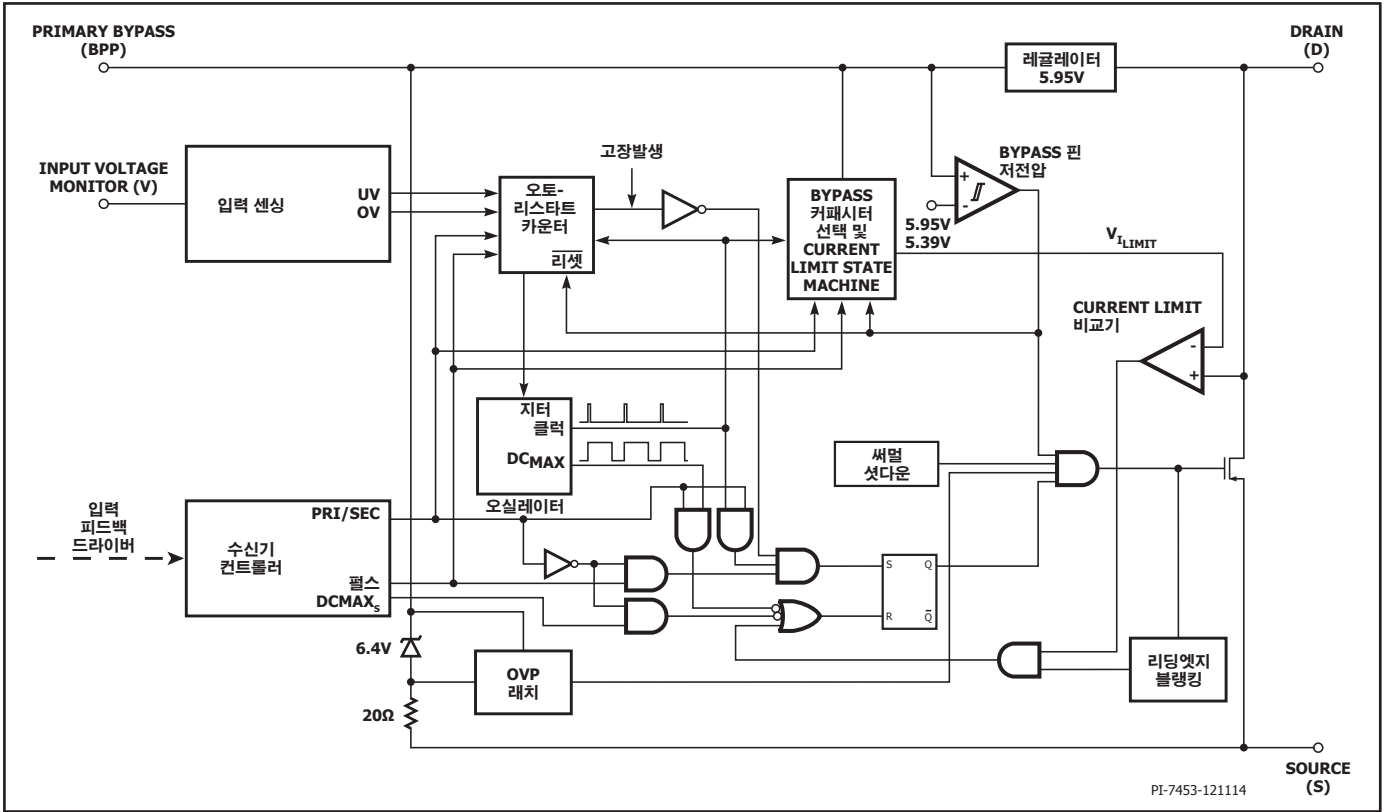 PRIMARY BYPASS
(BPP)
DRAIN
(D)
레귤레이터
5.95V
INPUT VOLTAGE
MONITOR (V)
입력 센싱
UV
OV
오토-
리스타트
카운터
리셋
고장발생
BYPASS
커패시터
선택 및
CURRENT
LIMIT STATE
MACHINE
BYPASS 핀
저전압
+
-
5.95V
5.39V
VILIMIT
CURRENT LIMIT
비교기
-
+
지터
클럭
DCMAX
오실레이터
써멀
셧다운
입력
피드백
드라이버
수신기
컨트롤러
PRI/SEC
펄스
DCMAXS
S
Q
R
Q
6.4V
OVP
래치
20Ω
리딩엣지
블랭킹
SOURCE
(S)
PI-7453-121114